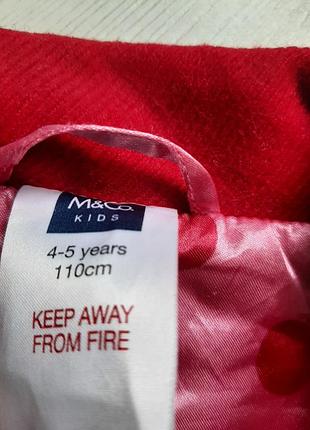 M&Co.
KIDS
4-5 years
110cm
KEEP AWAY
FROM FIRE